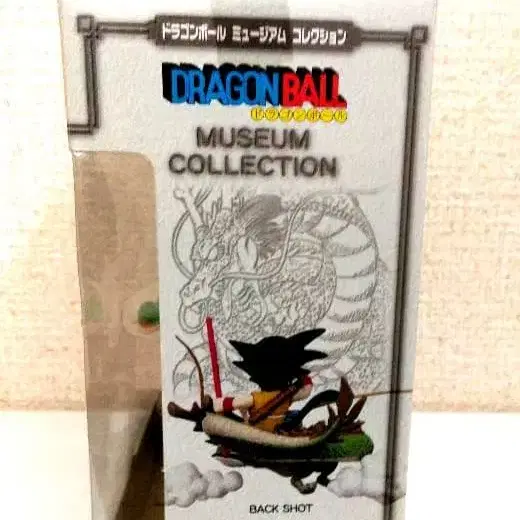 ドラゴンボール ミュージアム コレクション
DRAGON BALL
ドラゴンボール
MUSEUM
COLLECTION
BACK SHOT